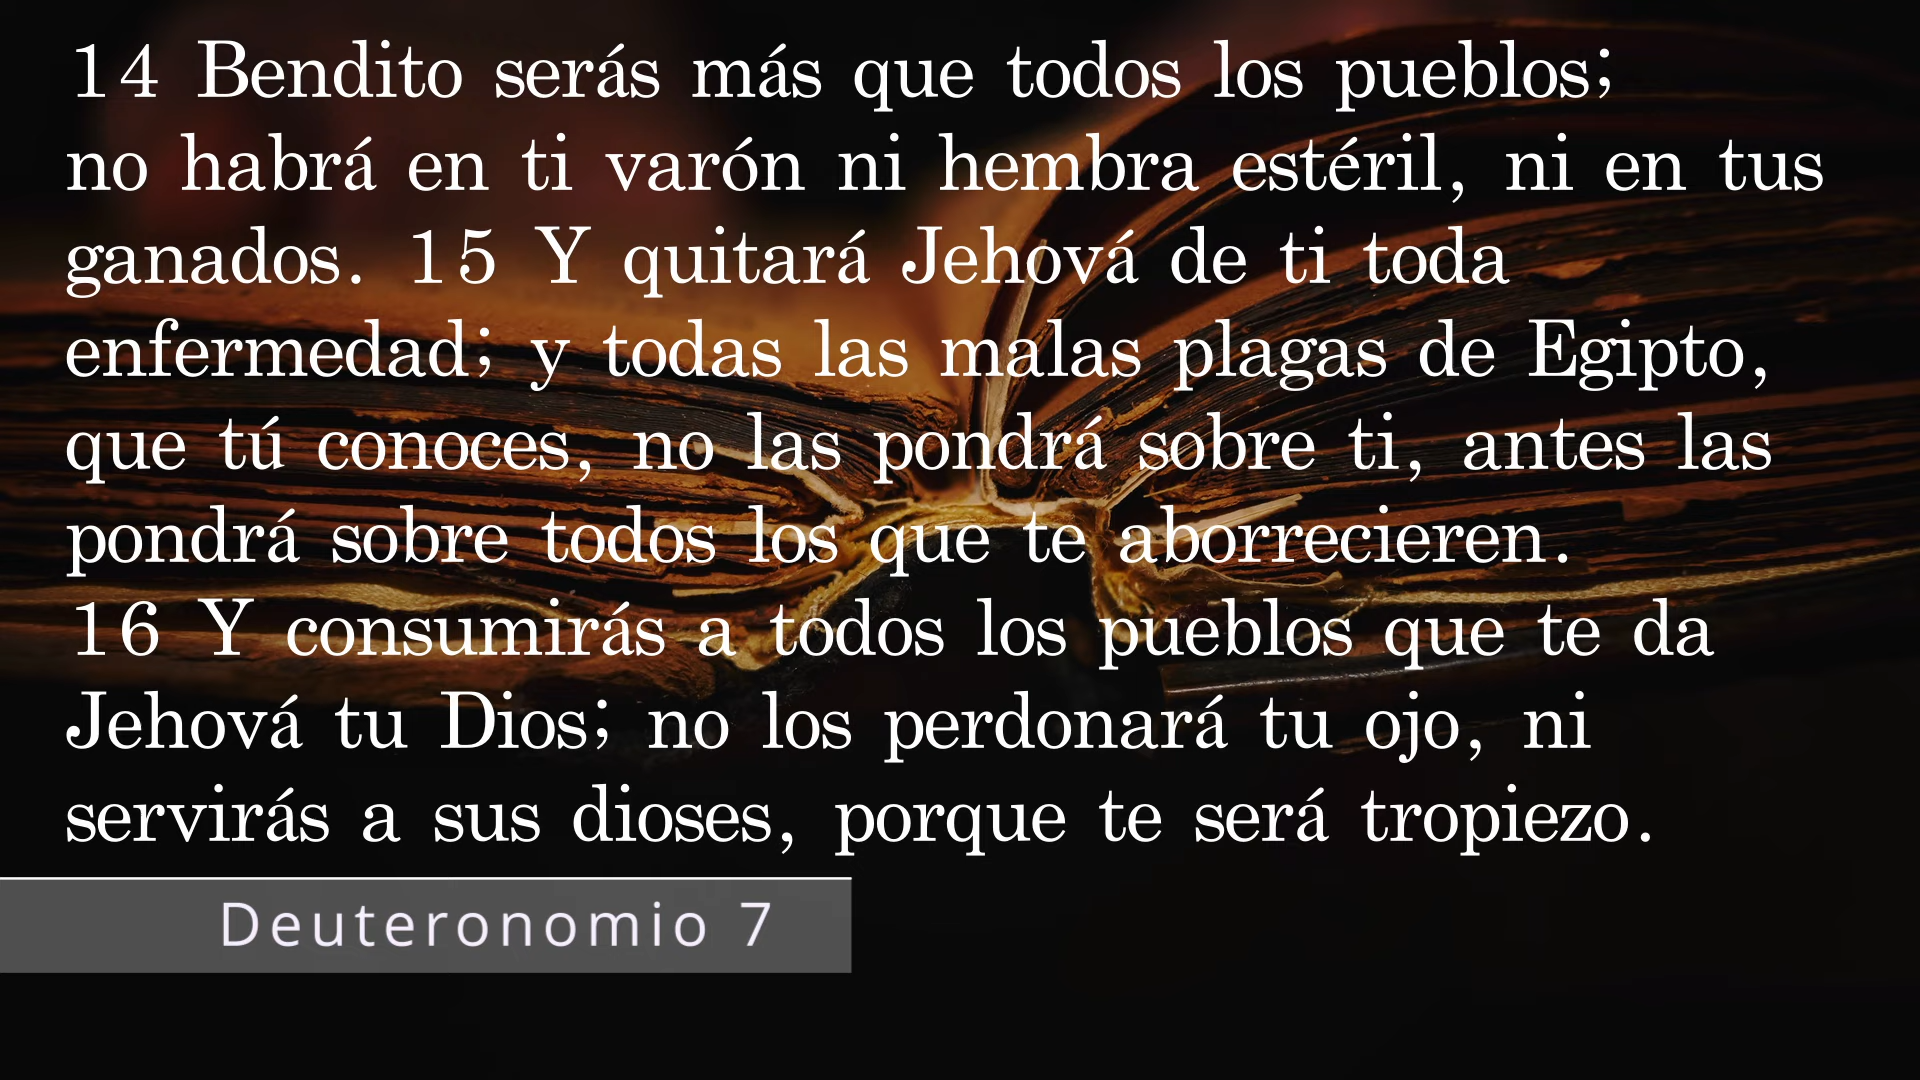 14 Bendito serás más que todos los pueblos;
no habrá en ti varón ni hembra estéril, ni en tus
ganados. 15 Y quitará Jehová de ti toda
enfermedad; y todas las malas plagas de Egipto,
que tú conoces, no las pondrá sobre ti, antes las
pondrá sobre todos los que te aborrecieren.
16 Y consumirás a todos los pueblos que te da
Jehová tu Dios; no los perdonará tu ojo, ni
servirás a sus dioses, porque te será tropiezo.
Deuteronomio 7